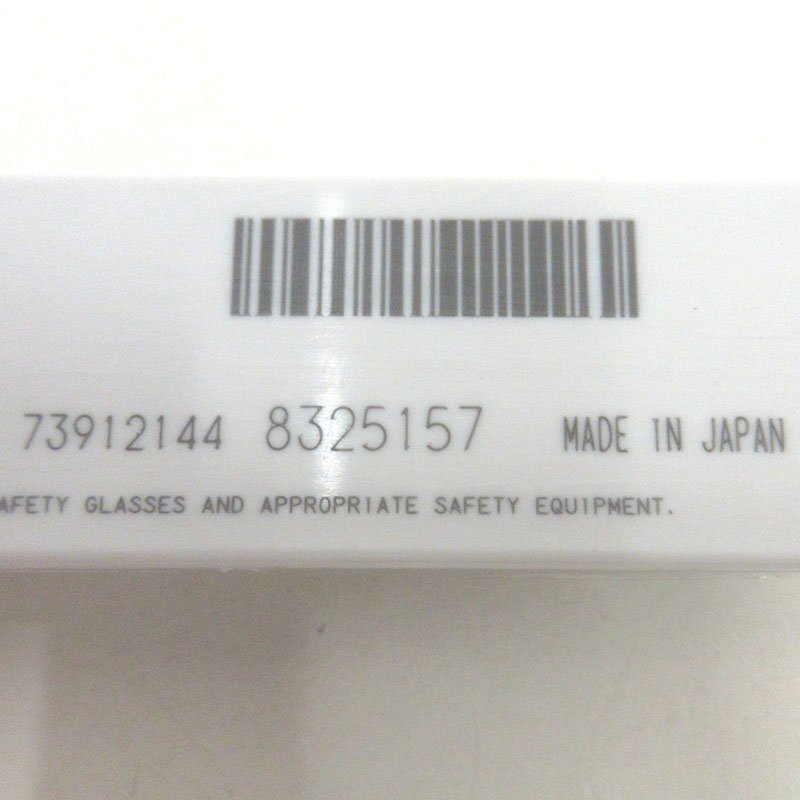 73912144 8325157 MADE IN JAPAN
AFETY GLASSES AND APPROPRIATE SAFETY EQUIPMENT.